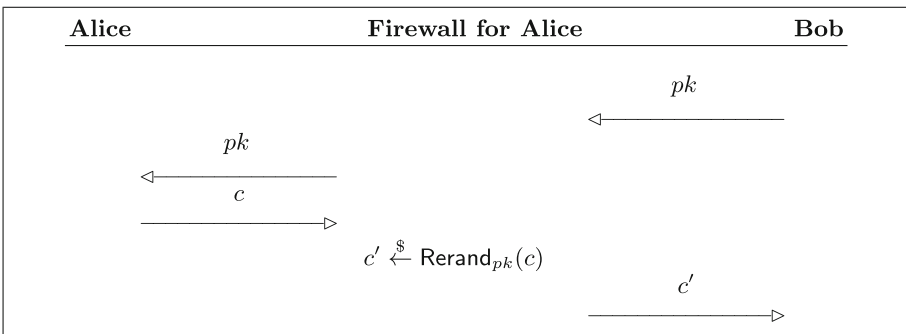 Alice Firewall for Alice Bob
pk
pk
c
c′ $← Rerand_pk(c)
c′